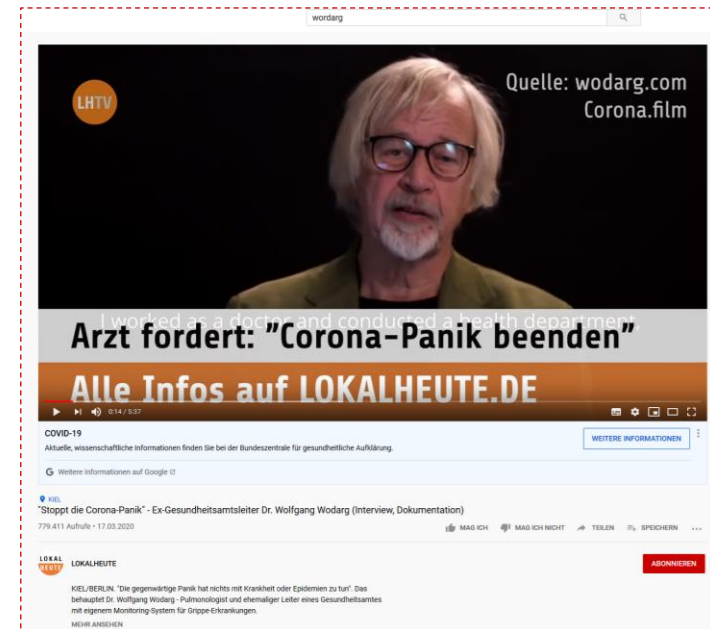 wordarg
LHTV
Quelle: wodarg.com
Corona.film
I worked as a doctor and conducted a health department,
Arzt fordert: "Corona-Panik beenden"
Alle Infos auf LOKALHEUTE.DE
0:14 / 5:37
COVID-19
Aktuelle, wissenschaftliche Informationen finden Sie bei der Bundeszentrale für gesundheitliche Aufklärung.
WEITERE INFORMATIONEN
G Weitere Informationen auf Google
KIEL
"Stoppt die Corona-Panik" - Ex-Gesundheitsamtsleiter Dr. Wolfgang Wodarg (Interview, Dokumentation)
779.411 Aufrufe • 17.03.2020
MAG ICH MAG ICH NICHT TEILEN SPEICHERN ...
LOKAL
HEUTE
LOKALHEUTE
ABONNIEREN
KIEL/BERLIN. "Die gegenwärtige Panik hat nichts mit Krankheit oder Epidemien zu tun". Das
behauptet Dr. Wolfgang Wodarg - Pulmonologist und ehemaliger Leiter eines Gesundheitsamtes
mit eigenem Monitoring-System für Grippe-Erkrankungen.
MEHR ANSEHEN